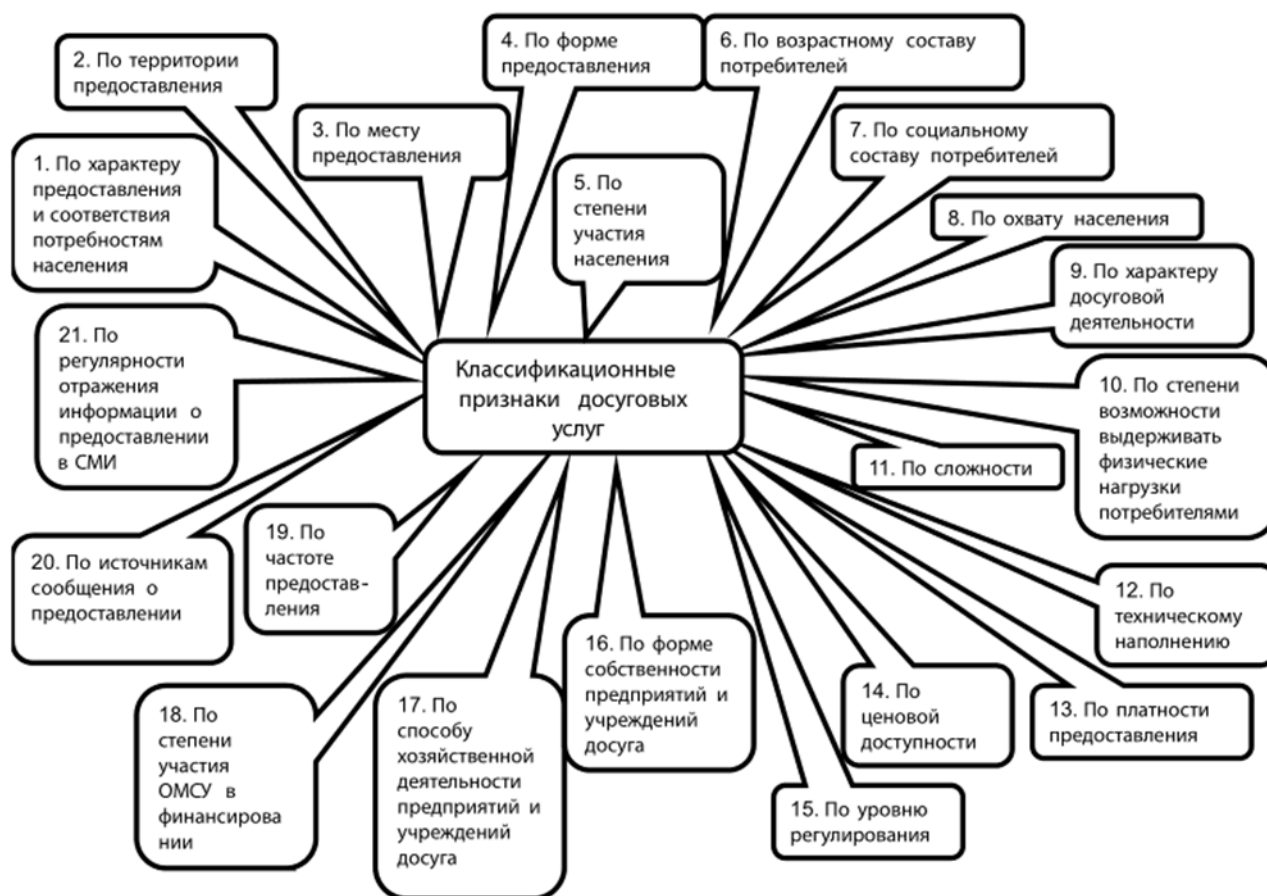 1. По характеру
предоставления
и соответствия
потребностям
населения
2. По территории
предоставления
3. По месту
предоставления
4. По форме
предоставления
5. По
степени
участия
населения
6. По возрастному составу
потребителей
7. По социальному
составу потребителей
8. По охвату населения
9. По характеру
досуговой
деятельности
10. По степени
возможности
выдерживать
физические
нагрузки
потребителями
11. По сложности
12. По
техническому
наполнению
13. По платности
предоставления
14. По
ценовой
доступности
15. По уровню
регулирования
16. По форме
собственности
предприятий и
учреждений
досуга
17. По
способу
хозяйственной
деятельности
предприятий и
учреждений
досуга
18. По
степени
участия
ОМСУ в
финансирова
нии
19. По
частоте
предостав-
ления
20. По источникам
сообщения о
предоставлении
21. По
регулярности
отражения
информации о
предоставлении
в СМИ
Классификационные
признаки досуговых
услуг